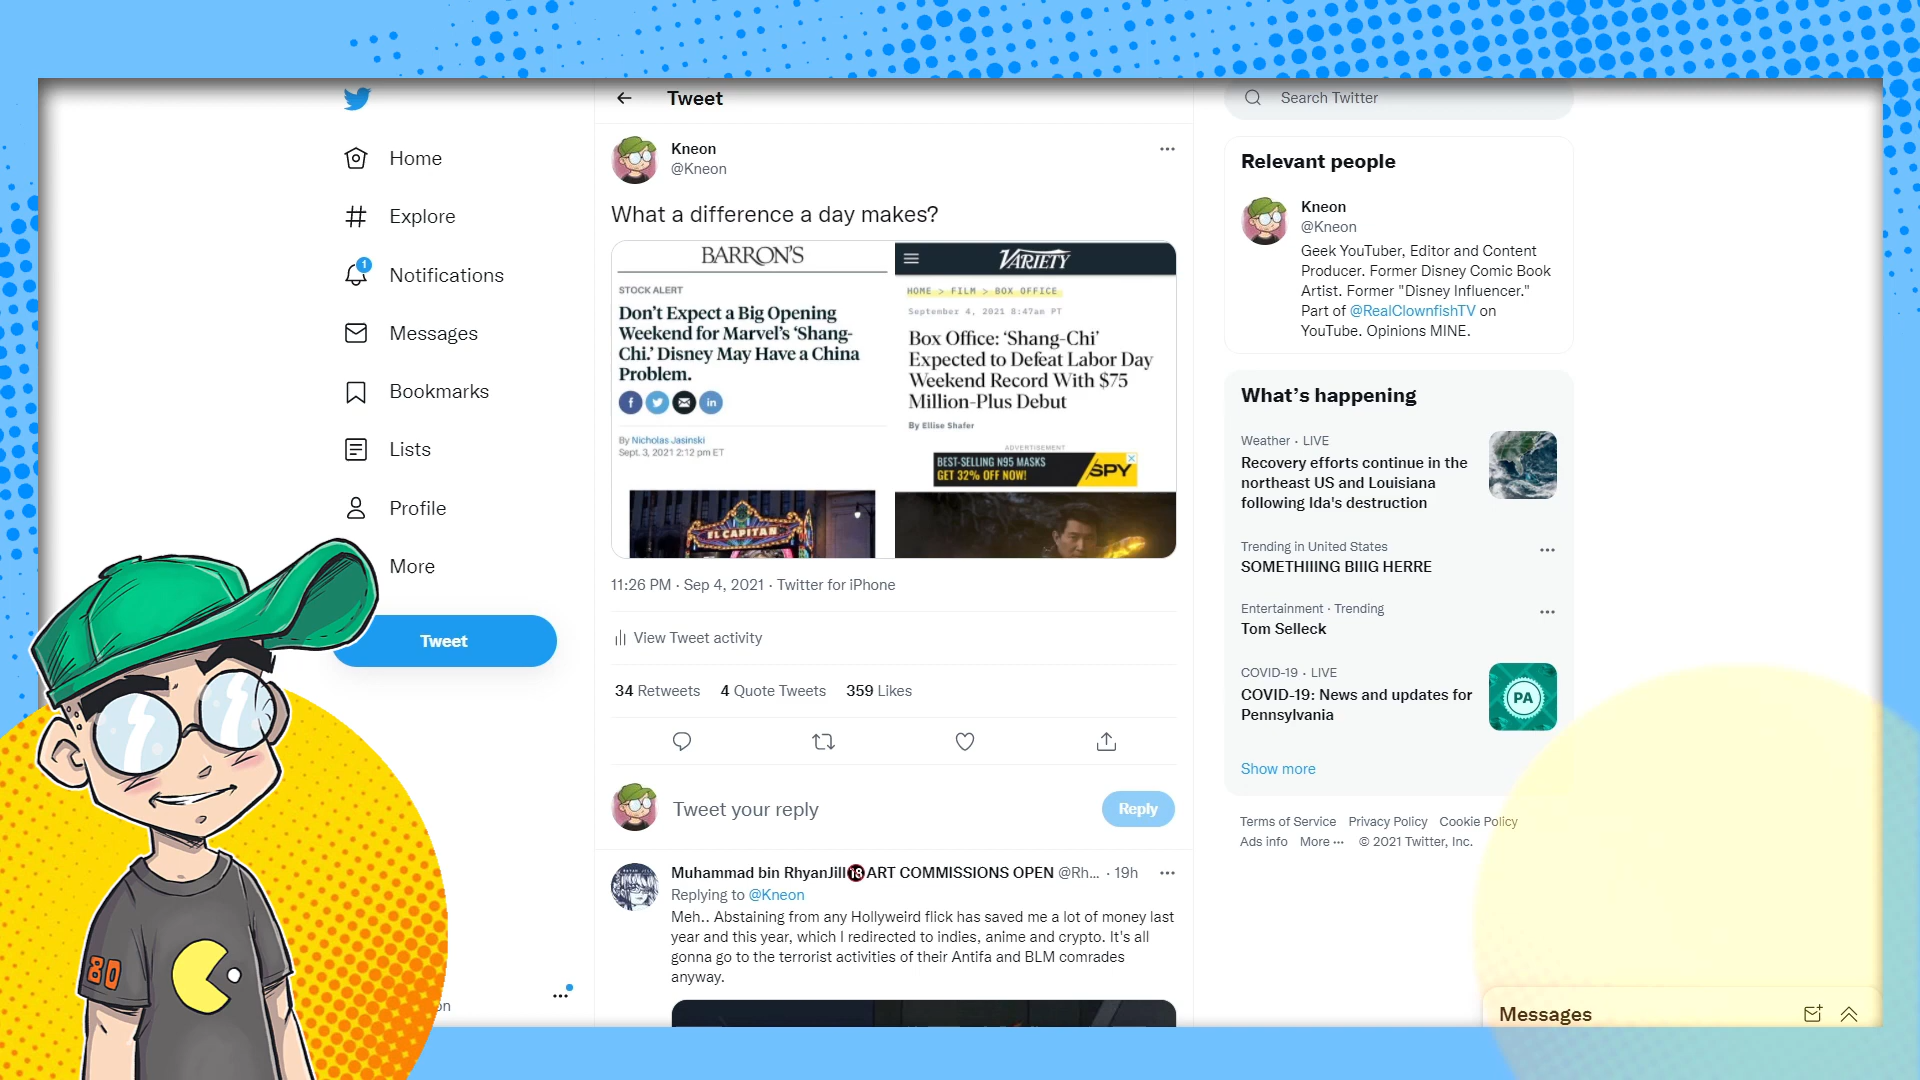 Home
Explore
1
Notifications
Messages
Bookmarks
Lists
Profile
More
Tweet
80
Tweet
Kneon
@Kneon
What a difference a day makes?
BARRON'S
STOCK ALERT
Don't Expect a Big Opening
Weekend for Marvel's 'Shang-
Chi.' Disney May Have a China
Problem.
By Nicholas Jasinski
Sept. 3, 2021 2:12 pm ET
EL CAPITAN
VARIETY
HOME > FILM > BOX OFFICE
September 4, 2021 8:47am PT
Box Office: 'Shang-Chi'
Expected to Defeat Labor Day
Weekend Record With $75
Million-Plus Debut
By Ellise Shafer
ADVERTISEMENT
BEST-SELLING N95 MASKS
GET 32% OFF NOW!
SPY
11:26 PM · Sep 4, 2021 · Twitter for iPhone
View Tweet activity
34 Retweets 4 Quote Tweets 359 Likes
Tweet your reply
Reply
Muhammad bin RhyanJill🔞ART COMMISSIONS OPEN @Rh... · 19h
Replying to @Kneon
Meh.. Abstaining from any Hollyweird flick has saved me a lot of money last
year and this year, which I redirected to indies, anime and crypto. It's all
gonna go to the terrorist activities of their Antifa and BLM comrades
anyway.
Search Twitter
Relevant people
Kneon
@Kneon
Geek YouTuber, Editor and Content
Producer. Former Disney Comic Book
Artist. Former "Disney Influencer."
Part of @RealClownfishTV on
YouTube. Opinions MINE.
What's happening
Weather · LIVE
Recovery efforts continue in the
northeast US and Louisiana
following Ida's destruction
Trending in United States
SOMETHIIING BIIIG HERRE
Entertainment · Trending
Tom Selleck
COVID-19 · LIVE
COVID-19: News and updates for
Pennsylvania
PA
Show more
Terms of Service Privacy Policy Cookie Policy
Ads info More ··· © 2021 Twitter, Inc.
Messages